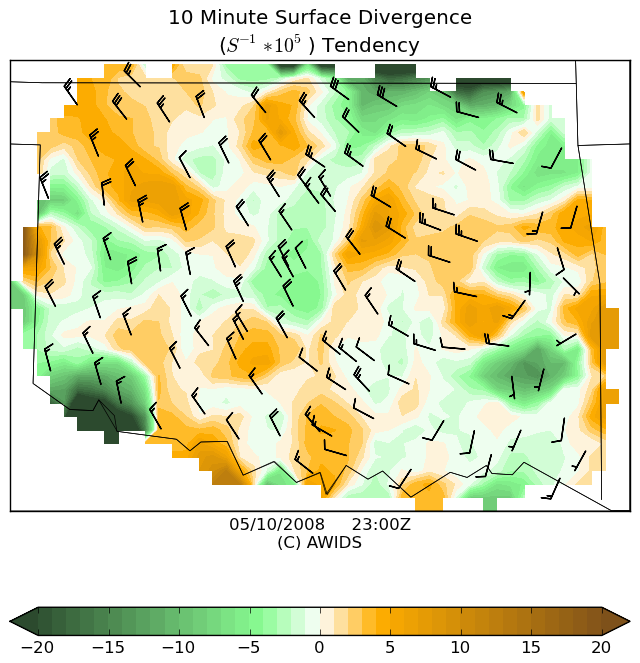 10 Minute Surface Divergence
(S⁻¹ * 10⁵ ) Tendency
05/10/2008 23:00Z
(C) AWIDS
−20 −15 −10 −5 0 5 10 15 20